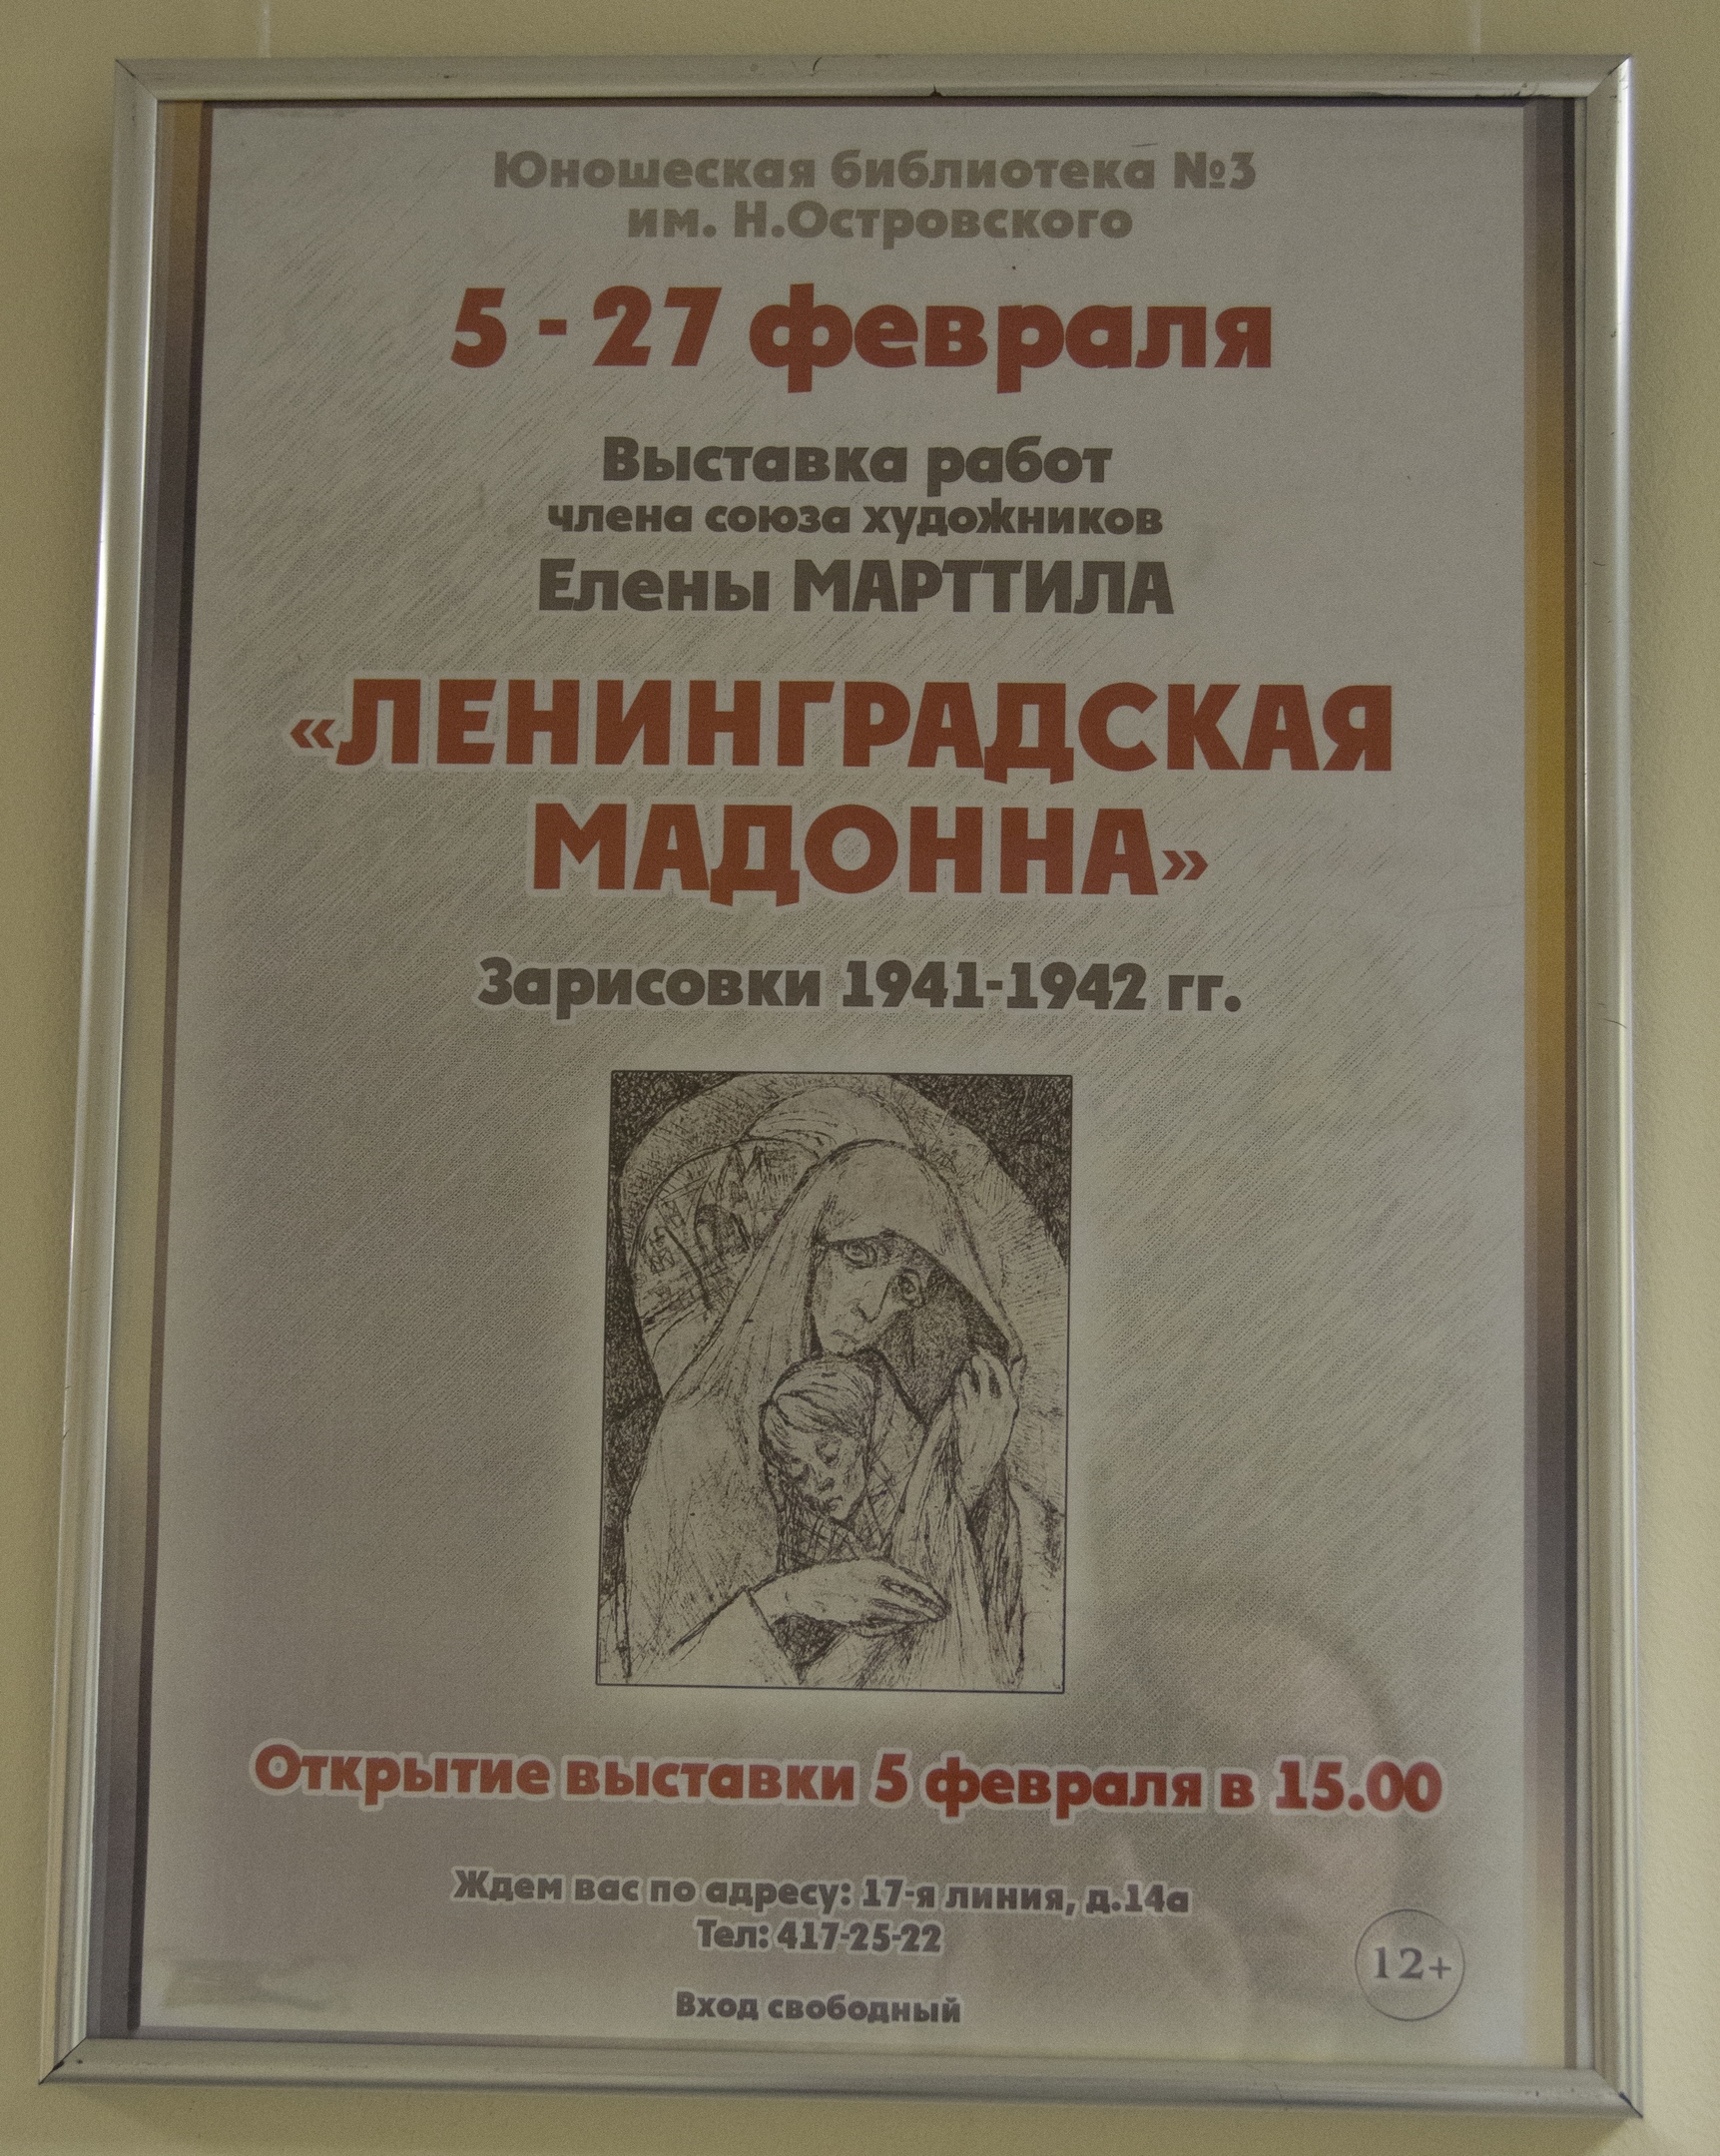 Юношеская библиотека №3
им. Н.Островского
5 - 27 февраля
Выставка работ
члена союза художников
Елены МАРТТИЛА
«ЛЕНИНГРАДСКАЯ
МАДОННА»
Зарисовки 1941-1942 гг.
Открытие выставки 5 февраля в 15.00
Ждем вас по адресу: 17-я линия, д.14а
Тел: 417-25-22
12+
Вход свободный